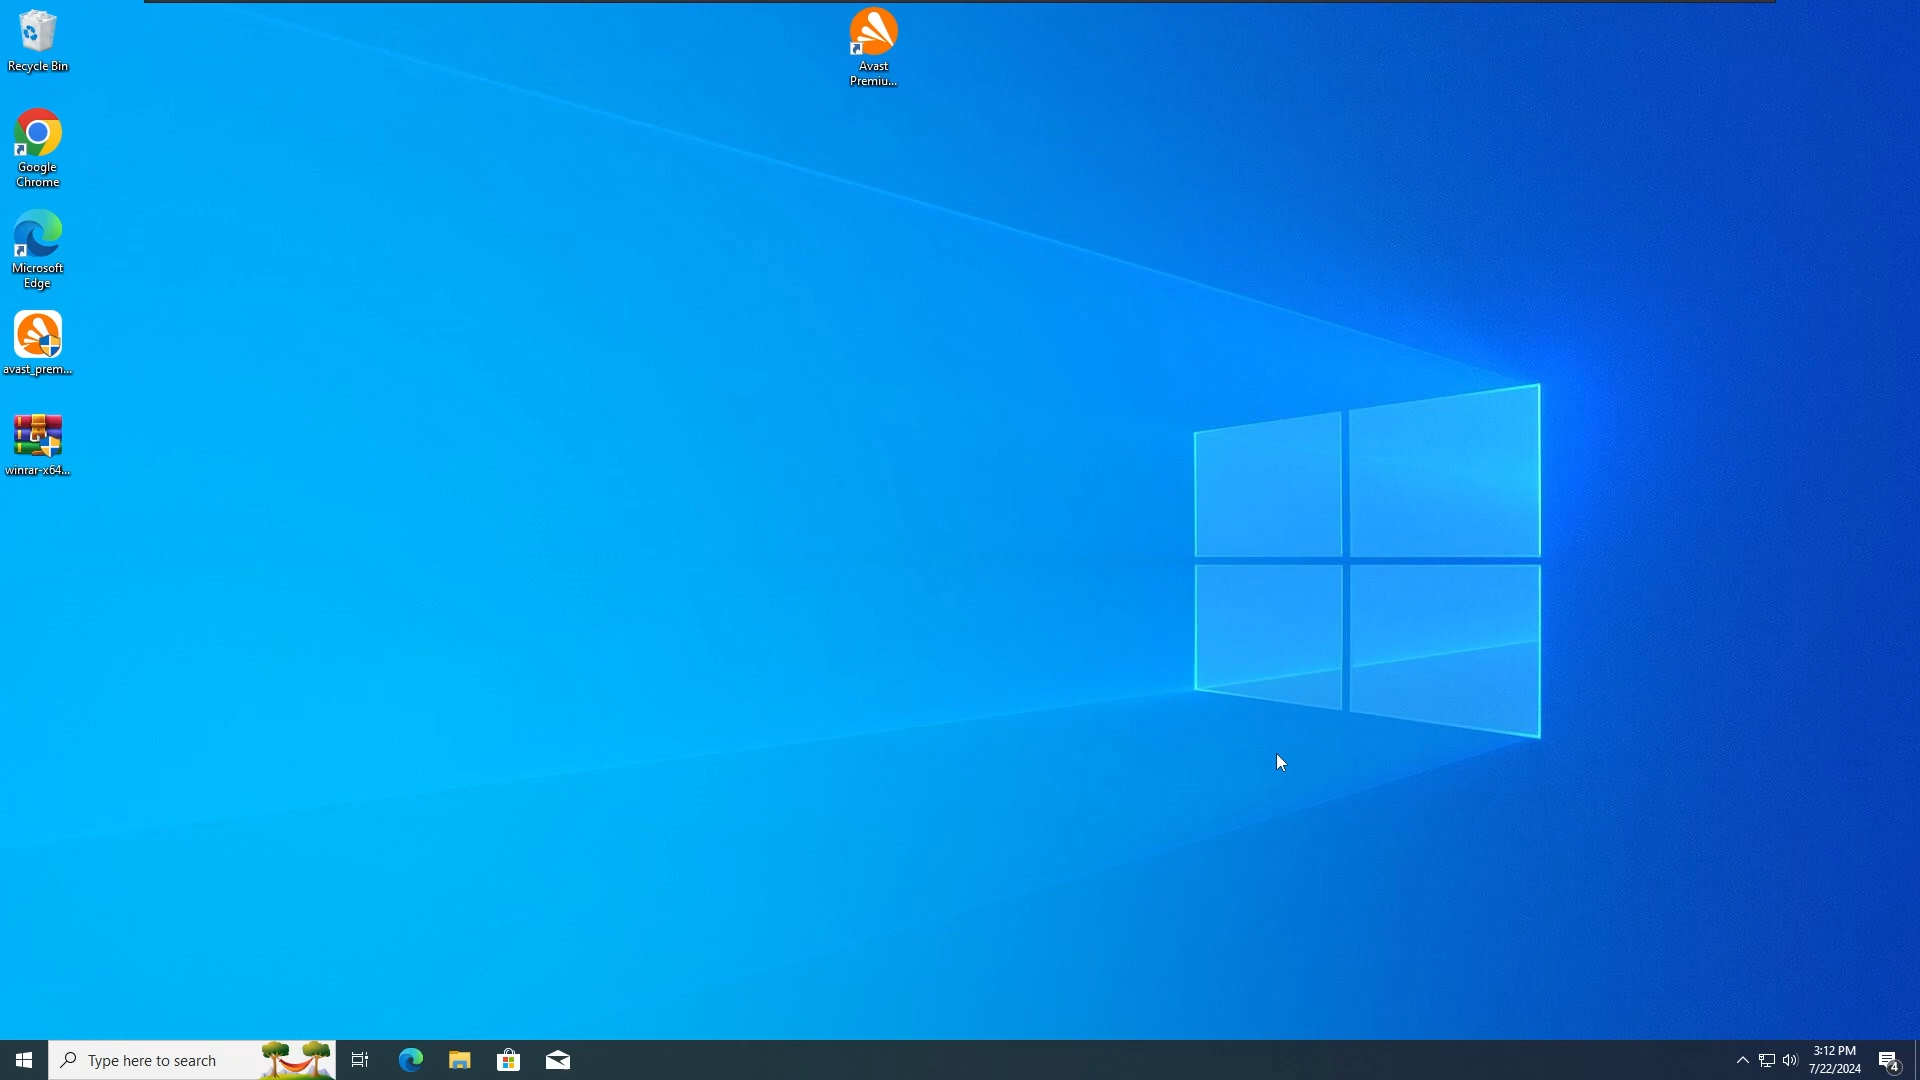 Recycle Bin
Google
Chrome
Microsoft
Edge
avast_prem...
winrar-x64...
Avast
Premiu...
Type here to search
3:12 PM
7/22/2024
4